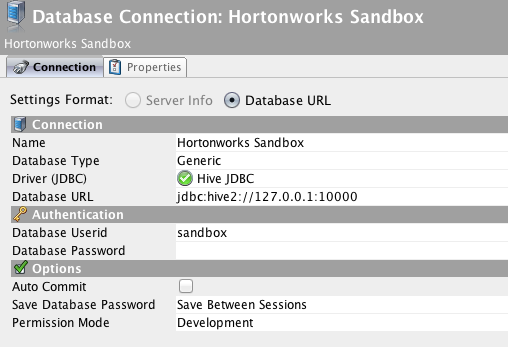 Database Connection: Hortonworks Sandbox
Hortonworks Sandbox
Connection Properties
Settings Format: Server Info Database URL
Connection
Name Hortonworks Sandbox
Database Type Generic
Driver (JDBC) Hive JDBC
Database URL jdbc:hive2://127.0.0.1:10000
Authentication
Database Userid sandbox
Database Password
Options
Auto Commit
Save Database Password Save Between Sessions
Permission Mode Development